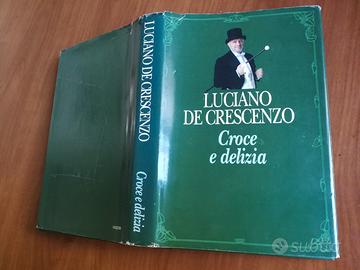 LUCIANO DE CRESCENZO
Croce e delizia
LUCIANO
DE CRESCENZO
Croce
e delizia
subito